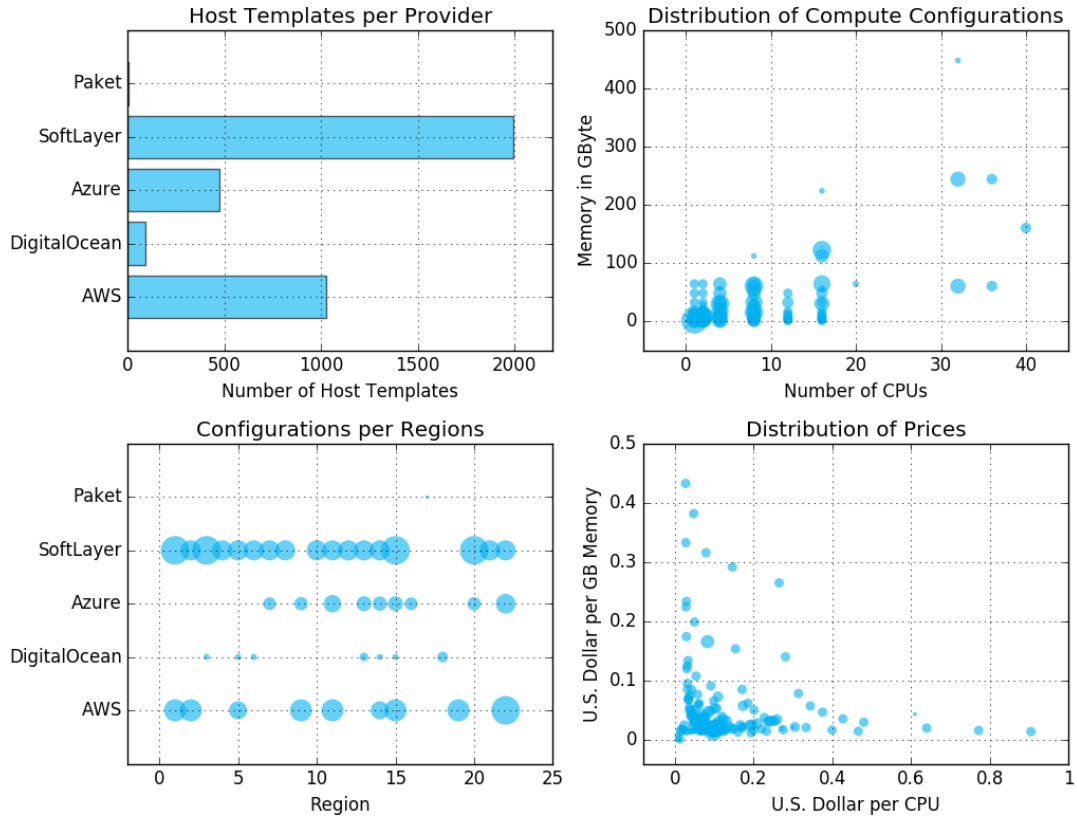 Host Templates per Provider
Paket
SoftLayer
Azure
DigitalOcean
AWS
0 500 1000 1500 2000
Number of Host Templates
Distribution of Compute Configurations
Memory in GByte
500
400
300
200
100
0
0 10 20 30 40
Number of CPUs
Configurations per Regions
Paket
SoftLayer
Azure
DigitalOcean
AWS
0 5 10 15 20 25
Region
Distribution of Prices
U.S. Dollar per GB Memory
0.5
0.4
0.3
0.2
0.1
0
0 0.2 0.4 0.6 0.8 1
U.S. Dollar per CPU